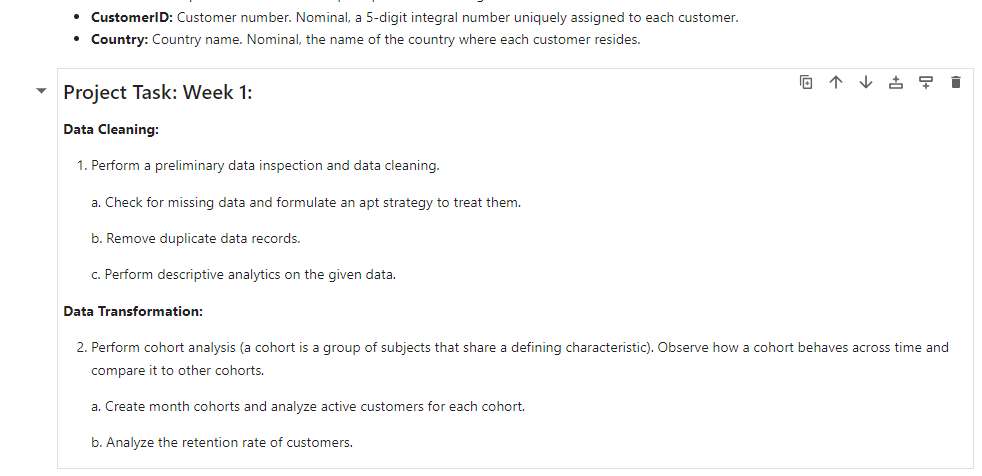 • CustomerID: Customer number. Nominal, a 5-digit integral number uniquely assigned to each customer.
• Country: Country name. Nominal, the name of the country where each customer resides.
Project Task: Week 1:
Data Cleaning:
1. Perform a preliminary data inspection and data cleaning.
a. Check for missing data and formulate an apt strategy to treat them.
b. Remove duplicate data records.
c. Perform descriptive analytics on the given data.
Data Transformation:
2. Perform cohort analysis (a cohort is a group of subjects that share a defining characteristic). Observe how a cohort behaves across time and
compare it to other cohorts.
a. Create month cohorts and analyze active customers for each cohort.
b. Analyze the retention rate of customers.